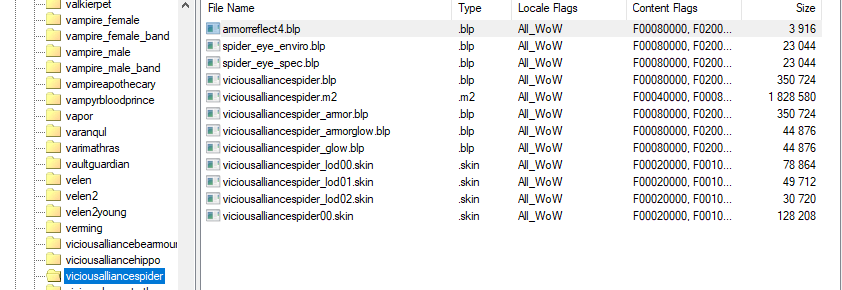 valkierpet
vampire_female
vampire_female_band
vampire_male
vampire_male_band
vampireapothecary
vampyrbloodprince
vapor
varanqul
varimathras
vaultguardian
velen
velen2
velen2young
verming
viciousalliancebearmour
viciousalliancehippo
viciousalliancespider
File Name Type Locale Flags Content Flags Size
armorreflect4.blp .blp All_WoW F00080000, F0200... 3 916
spider_eye_enviro.blp .blp All_WoW F00080000, F0200... 23 044
spider_eye_spec.blp .blp All_WoW F00080000, F0200... 23 044
viciousalliancespider.blp .blp All_WoW F00080000, F0200... 350 724
viciousalliancespider.m2 .m2 All_WoW F00040000, F0008... 1 828 580
viciousalliancespider_armor.blp .blp All_WoW F00080000, F0200... 350 724
viciousalliancespider_armorglow.blp .blp All_WoW F00080000, F0200... 44 876
viciousalliancespider_glow.blp .blp All_WoW F00080000, F0200... 44 876
viciousalliancespider_lod00.skin .skin All_WoW F00020000, F0010... 78 864
viciousalliancespider_lod01.skin .skin All_WoW F00020000, F0010... 49 712
viciousalliancespider_lod02.skin .skin All_WoW F00020000, F0010... 30 720
viciousalliancespider00.skin .skin All_WoW F00020000, F0010... 128 208